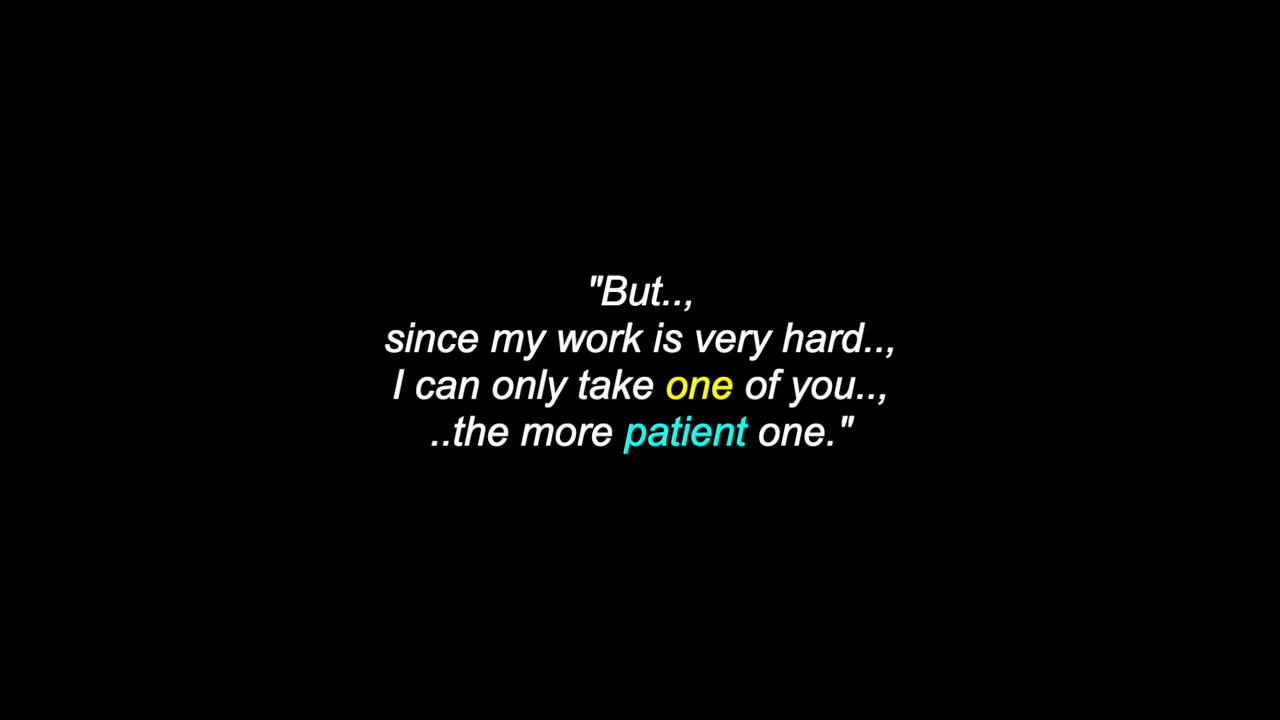 "But..,
since my work is very hard..,
I can only take one of you..,
..the more patient one."